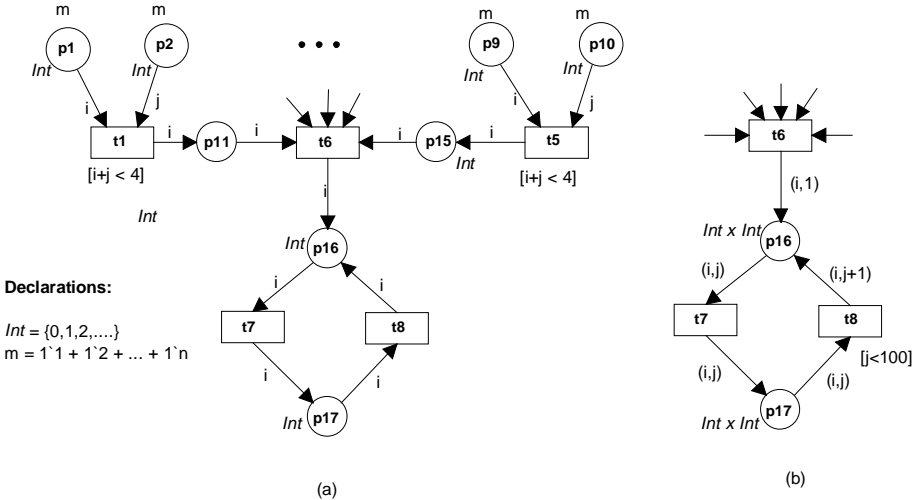 m
m
m
m
p1
p2
• • •
p9
p10
Int
Int
Int
Int
i
j
i
j
t1
i
p11
i
t6
i
p15
i
t5
[i+j < 4]
Int
[i+j < 4]
i
Int
Int
p16
i
i
t7
t8
i
i
Int
p17
Declarations:
Int = {0,1,2,....}
m = 1`1 + 1`2 + ... + 1`n
(a)
t6
(i,1)
Int x Int
p16
(i,j)
(i,j+1)
t7
t8
[j<100]
(i,j)
(i,j)
Int x Int
p17
(b)